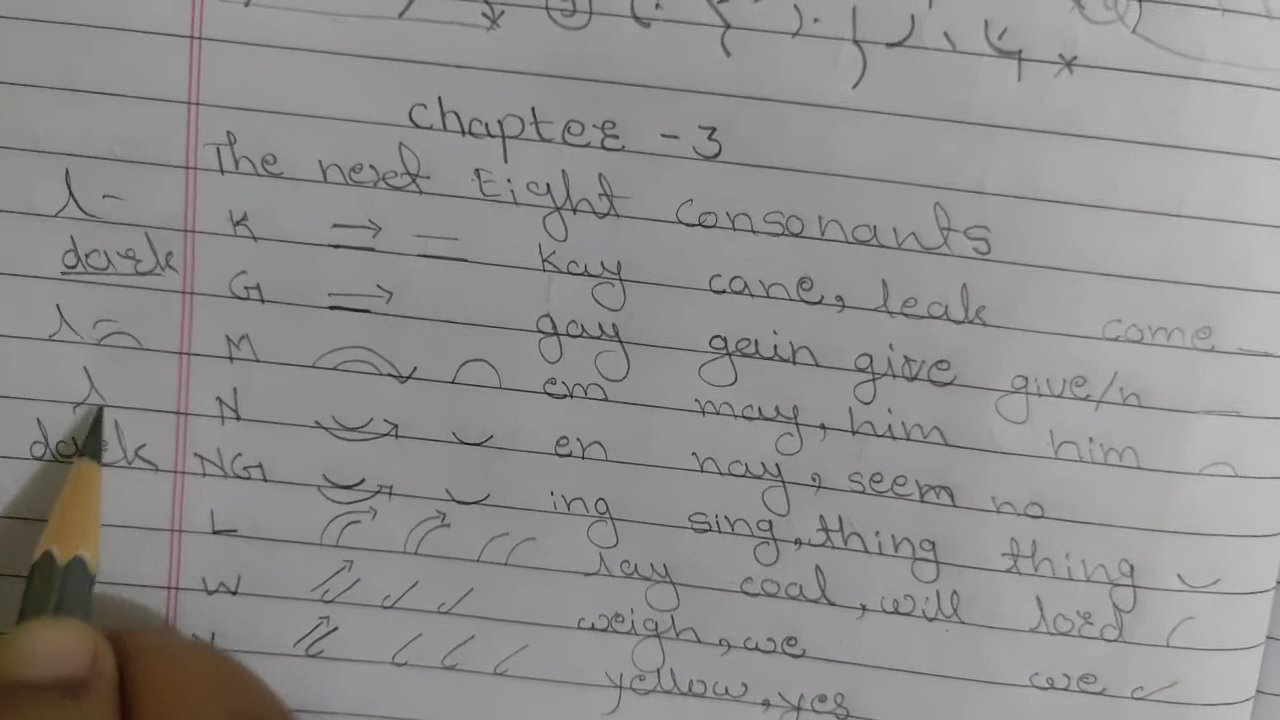 Chapter - 3
The next Eight consonants
K Kay cane, leak come
dark
G gay gain give give/n
M em may, him him
N en nay, seem no
dark
NG ing sing, thing thing
L lay coal, will lord
W weigh, we we
yellow, yes